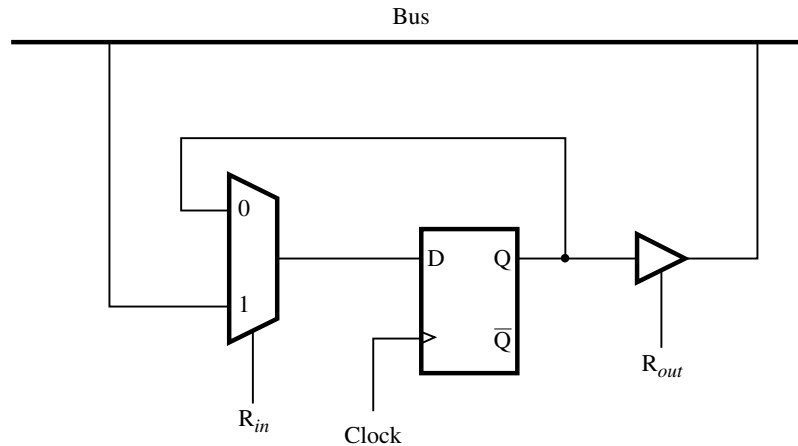 Bus
0
D Q
1
Q̅
R_in
R_out
Clock